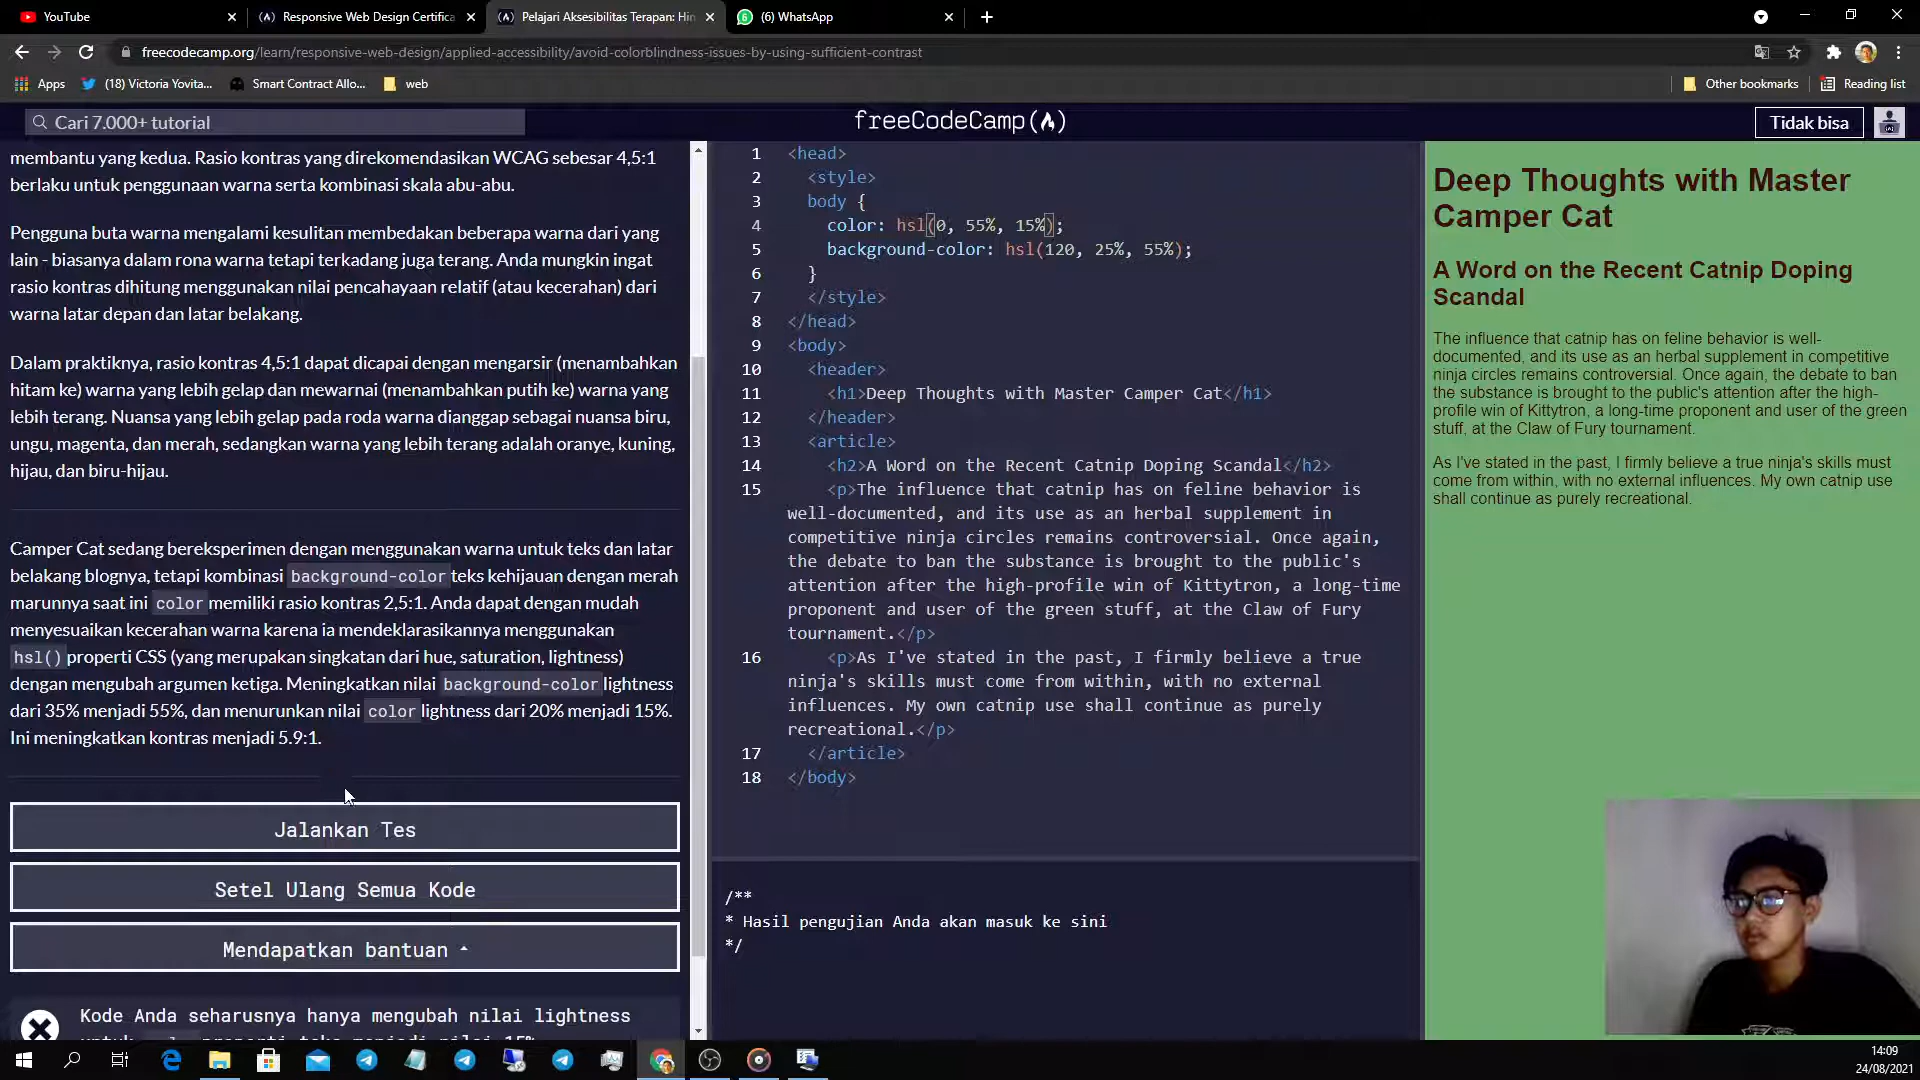 YouTube
Responsive Web Design Certifica
Pelajari Aksesibilitas Terapan: Hin
(6) WhatsApp
freecodecamp.org/learn/responsive-web-design/applied-accessibility/avoid-colorblindness-issues-by-using-sufficient-contrast
Apps
(18) Victoria Yovita...
Smart Contract Allo...
web
Other bookmarks
Reading list
Cari 7.000+ tutorial
freeCodeCamp
Tidak bisa
membantu yang kedua. Rasio kontras yang direkomendasikan WCAG sebesar 4,5:1
berlaku untuk penggunaan warna serta kombinasi skala abu-abu.
Pengguna buta warna mengalami kesulitan membedakan beberapa warna dari yang
lain - biasanya dalam rona warna tetapi terkadang juga terang. Anda mungkin ingat
rasio kontras dihitung menggunakan nilai pencahayaan relatif (atau kecerahan) dari
warna latar depan dan latar belakang.
Dalam praktiknya, rasio kontras 4,5:1 dapat dicapai dengan mengarsir (menambahkan
hitam ke) warna yang lebih gelap dan mewarnai (menambahkan putih ke) warna yang
lebih terang. Nuansa yang lebih gelap pada roda warna dianggap sebagai nuansa biru,
ungu, magenta, dan merah, sedangkan warna yang lebih terang adalah oranye, kuning,
hijau, dan biru-hijau.
Camper Cat sedang bereksperimen dengan menggunakan warna untuk teks dan latar
belakang blognya, tetapi kombinasi background-color teks kehijauan dengan merah
marunnya saat ini color memiliki rasio kontras 2,5:1. Anda dapat dengan mudah
menyesuaikan kecerahan warna karena ia mendeklarasikannya menggunakan
hsl() properti CSS (yang merupakan singkatan dari hue, saturation, lightness)
dengan mengubah argumen ketiga. Meningkatkan nilai background-color lightness
dari 35% menjadi 55%, dan menurunkan nilai color lightness dari 20% menjadi 15%.
Ini meningkatkan kontras menjadi 5.9:1.
Jalankan Tes
Setel Ulang Semua Kode
Mendapatkan bantuan
Kode Anda seharusnya hanya mengubah nilai lightness
1 <head>
2 <style>
3 body {
4 color: hsl(0, 55%, 15%);
5 background-color: hsl(120, 25%, 55%);
6 }
7 </style>
8 </head>
9 <body>
10 <header>
11 <h1>Deep Thoughts with Master Camper Cat</h1>
12 </header>
13 <article>
14 <h2>A Word on the Recent Catnip Doping Scandal</h2>
15 <p>The influence that catnip has on feline behavior is
well-documented, and its use as an herbal supplement in
competitive ninja circles remains controversial. Once again,
the debate to ban the substance is brought to the public's
attention after the high-profile win of Kittytron, a long-time
proponent and user of the green stuff, at the Claw of Fury
tournament.</p>
16 <p>As I've stated in the past, I firmly believe a true
ninja's skills must come from within, with no external
influences. My own catnip use shall continue as purely
recreational.</p>
17 </article>
18 </body>
/**
* Hasil pengujian Anda akan masuk ke sini
*/
Deep Thoughts with Master
Camper Cat
A Word on the Recent Catnip Doping
Scandal
The influence that catnip has on feline behavior is well-
documented, and its use as an herbal supplement in competitive
ninja circles remains controversial. Once again, the debate to ban
the substance is brought to the public's attention after the high-
profile win of Kittytron, a long-time proponent and user of the green
stuff, at the Claw of Fury tournament.
As I've stated in the past, I firmly believe a true ninja's skills must
come from within, with no external influences. My own catnip use
shall continue as purely recreational.
14:09
24/08/2021